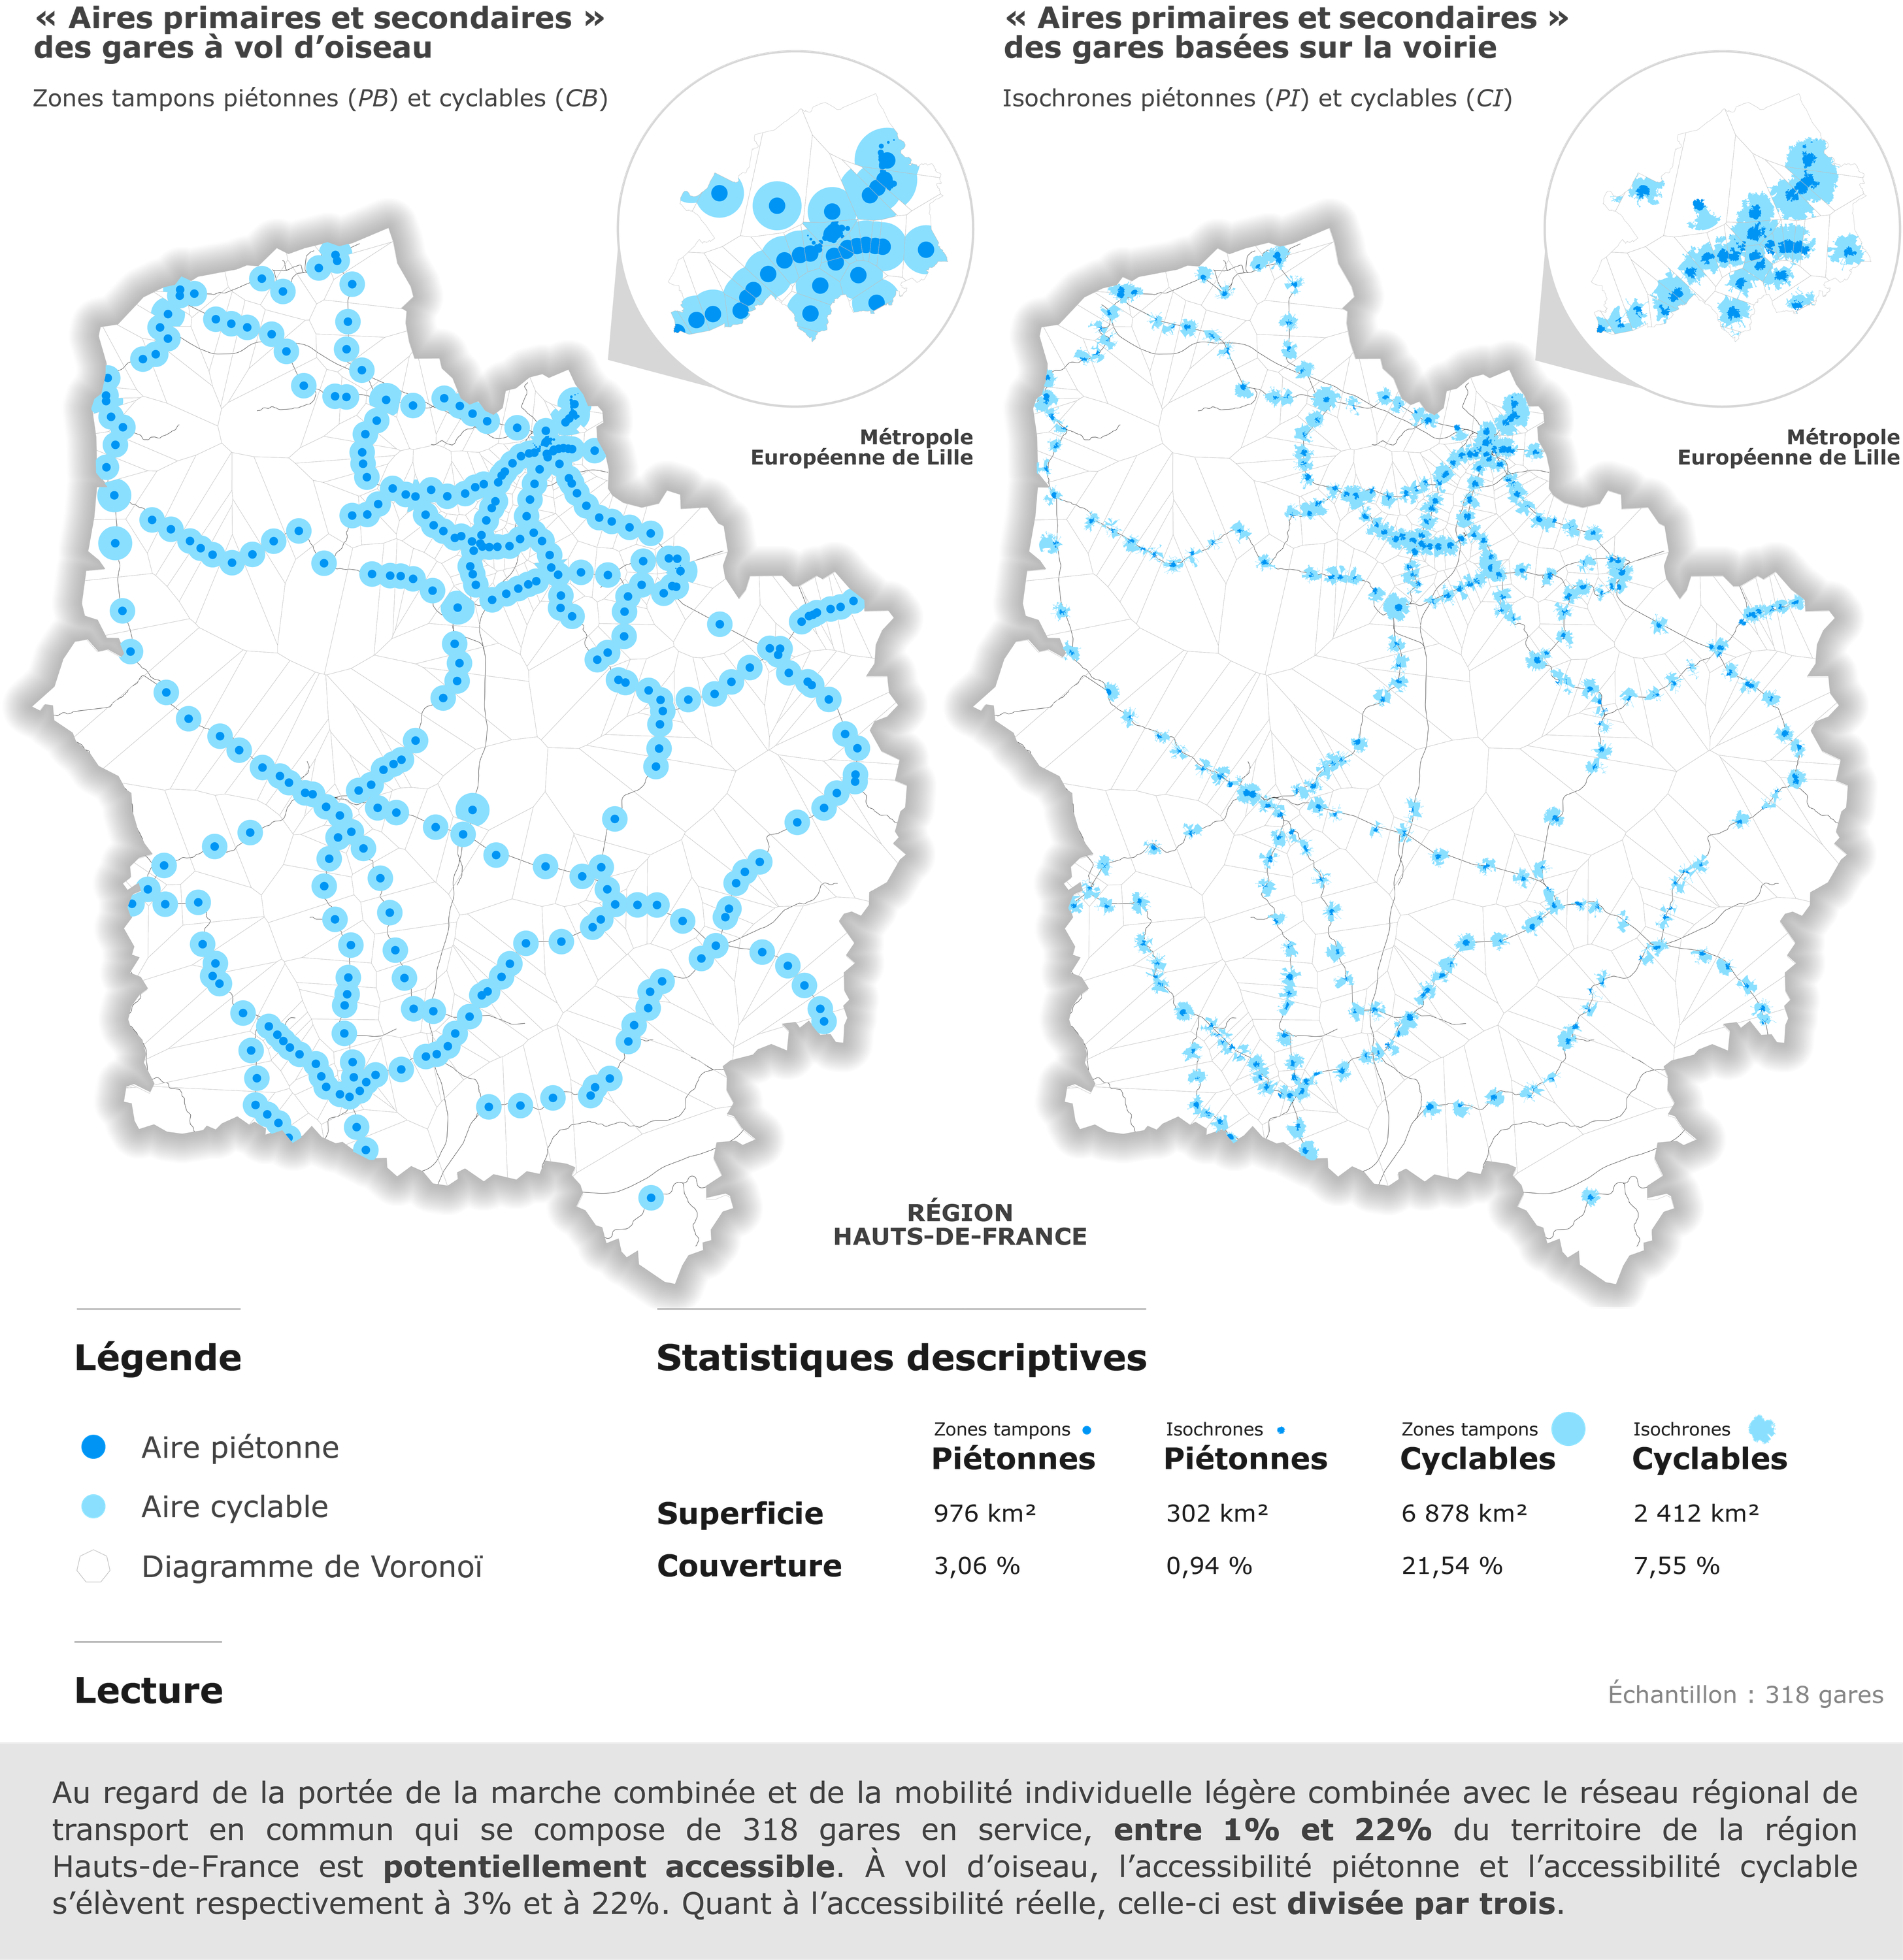 « Aires primaires et secondaires »
des gares à vol d’oiseau
Zones tampons piétonnes (PB) et cyclables (CB)
Métropole
Européenne de Lille
« Aires primaires et secondaires »
des gares basées sur la voirie
Isochrones piétonnes (PI) et cyclables (CI)
Métropole
Européenne de Lille
RÉGION
HAUTS-DE-FRANCE
Légende
Aire piétonne
Aire cyclable
Diagramme de Voronoï
Statistiques descriptives
Zones tampons Isochrones Zones tampons Isochrones
Piétonnes Piétonnes Cyclables Cyclables
Superficie 976 km² 302 km² 6 878 km² 2 412 km²
Couverture 3,06 % 0,94 % 21,54 % 7,55 %
Lecture
Échantillon : 318 gares
Au regard de la portée de la marche combinée et de la mobilité individuelle légère combinée avec le réseau régional de
transport en commun qui se compose de 318 gares en service, entre 1% et 22% du territoire de la région
Hauts-de-France est potentiellement accessible. À vol d’oiseau, l’accessibilité piétonne et l’accessibilité cyclable
s’élèvent respectivement à 3% et à 22%. Quant à l’accessibilité réelle, celle-ci est divisée par trois.